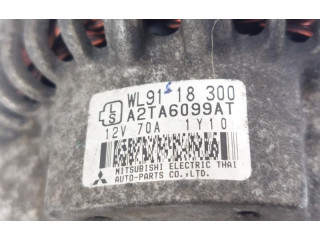 S WL91 18 300
A2TA6099AT
12V 70A 1Y10
MITSUBISHI ELECTRIC THAI
AUTO-PARTS CO.,LTD.